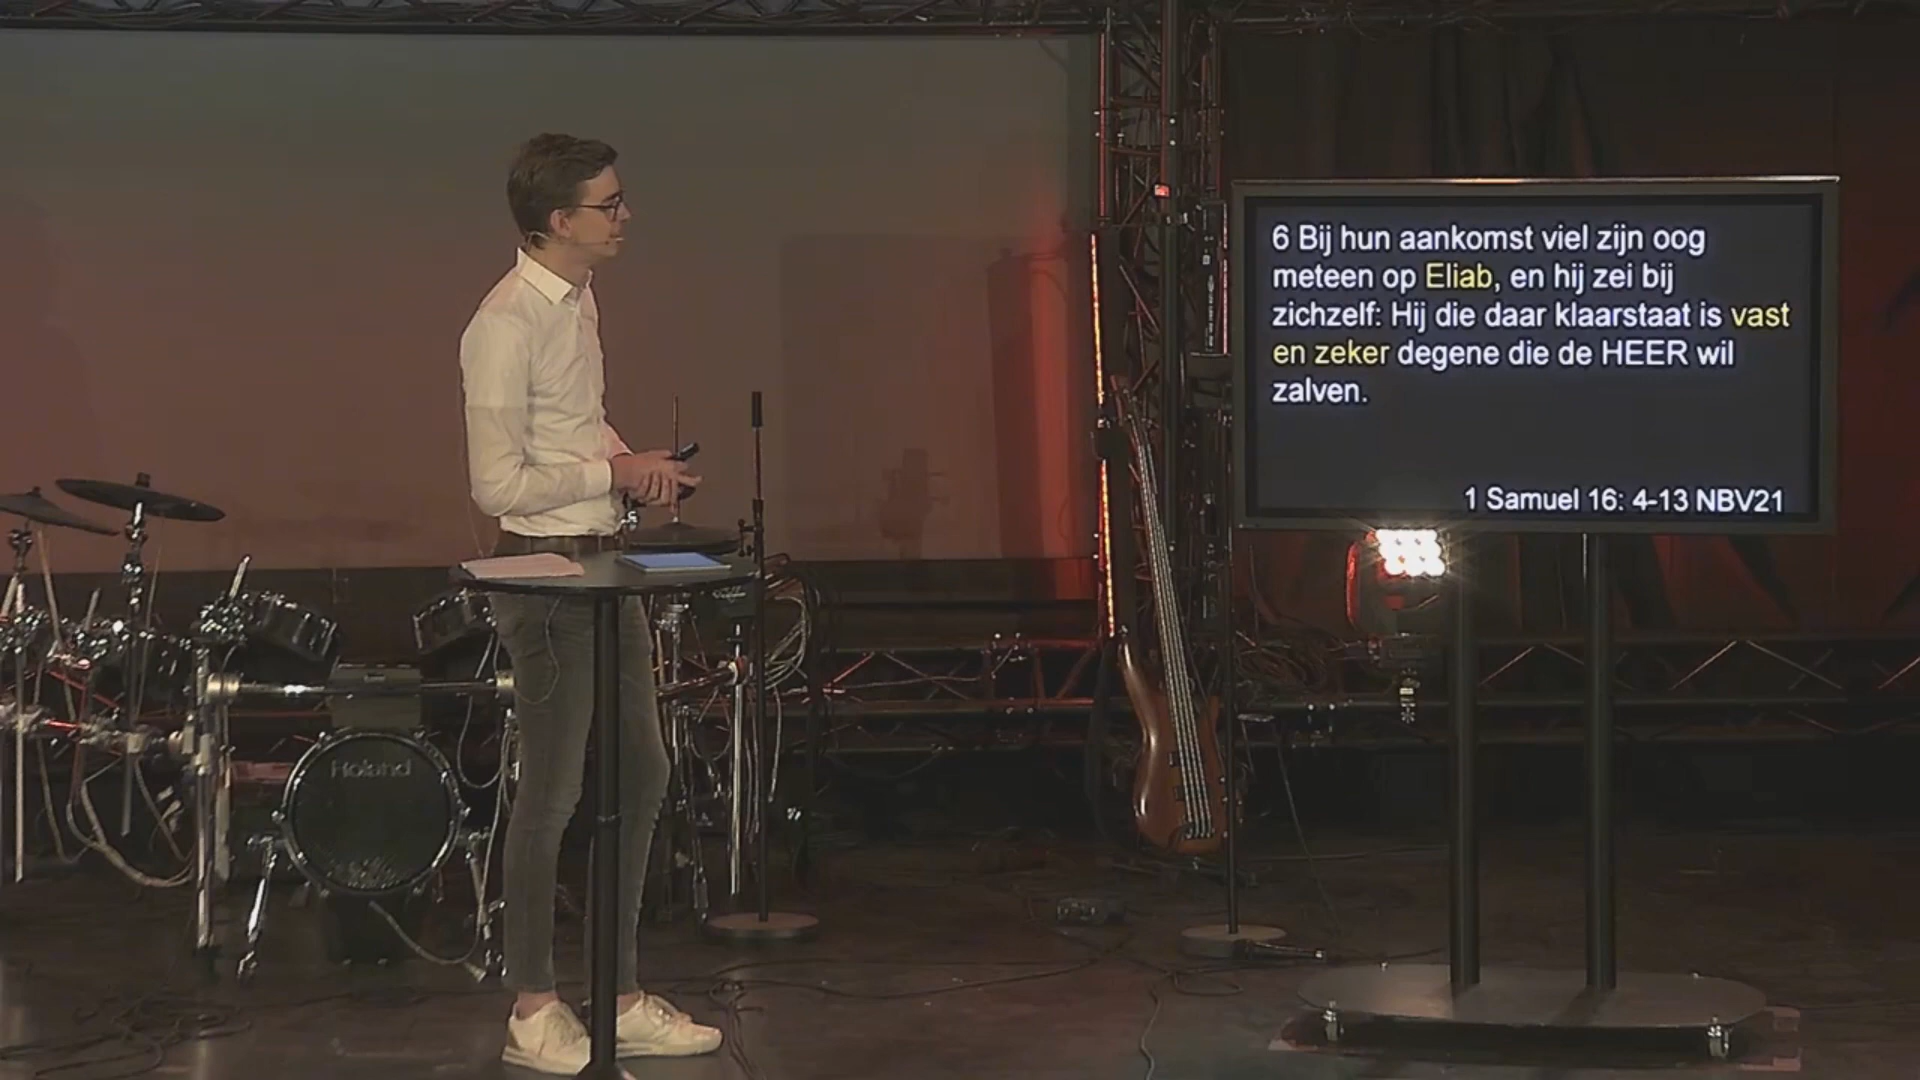 6 Bij hun aankomst viel zijn oog
meteen op Eliab, en hij zei bij
zichzelf: Hij die daar klaarstaat is vast
en zeker degene die de HEER wil
zalven.
1 Samuel 16: 4-13 NBV21
Roland